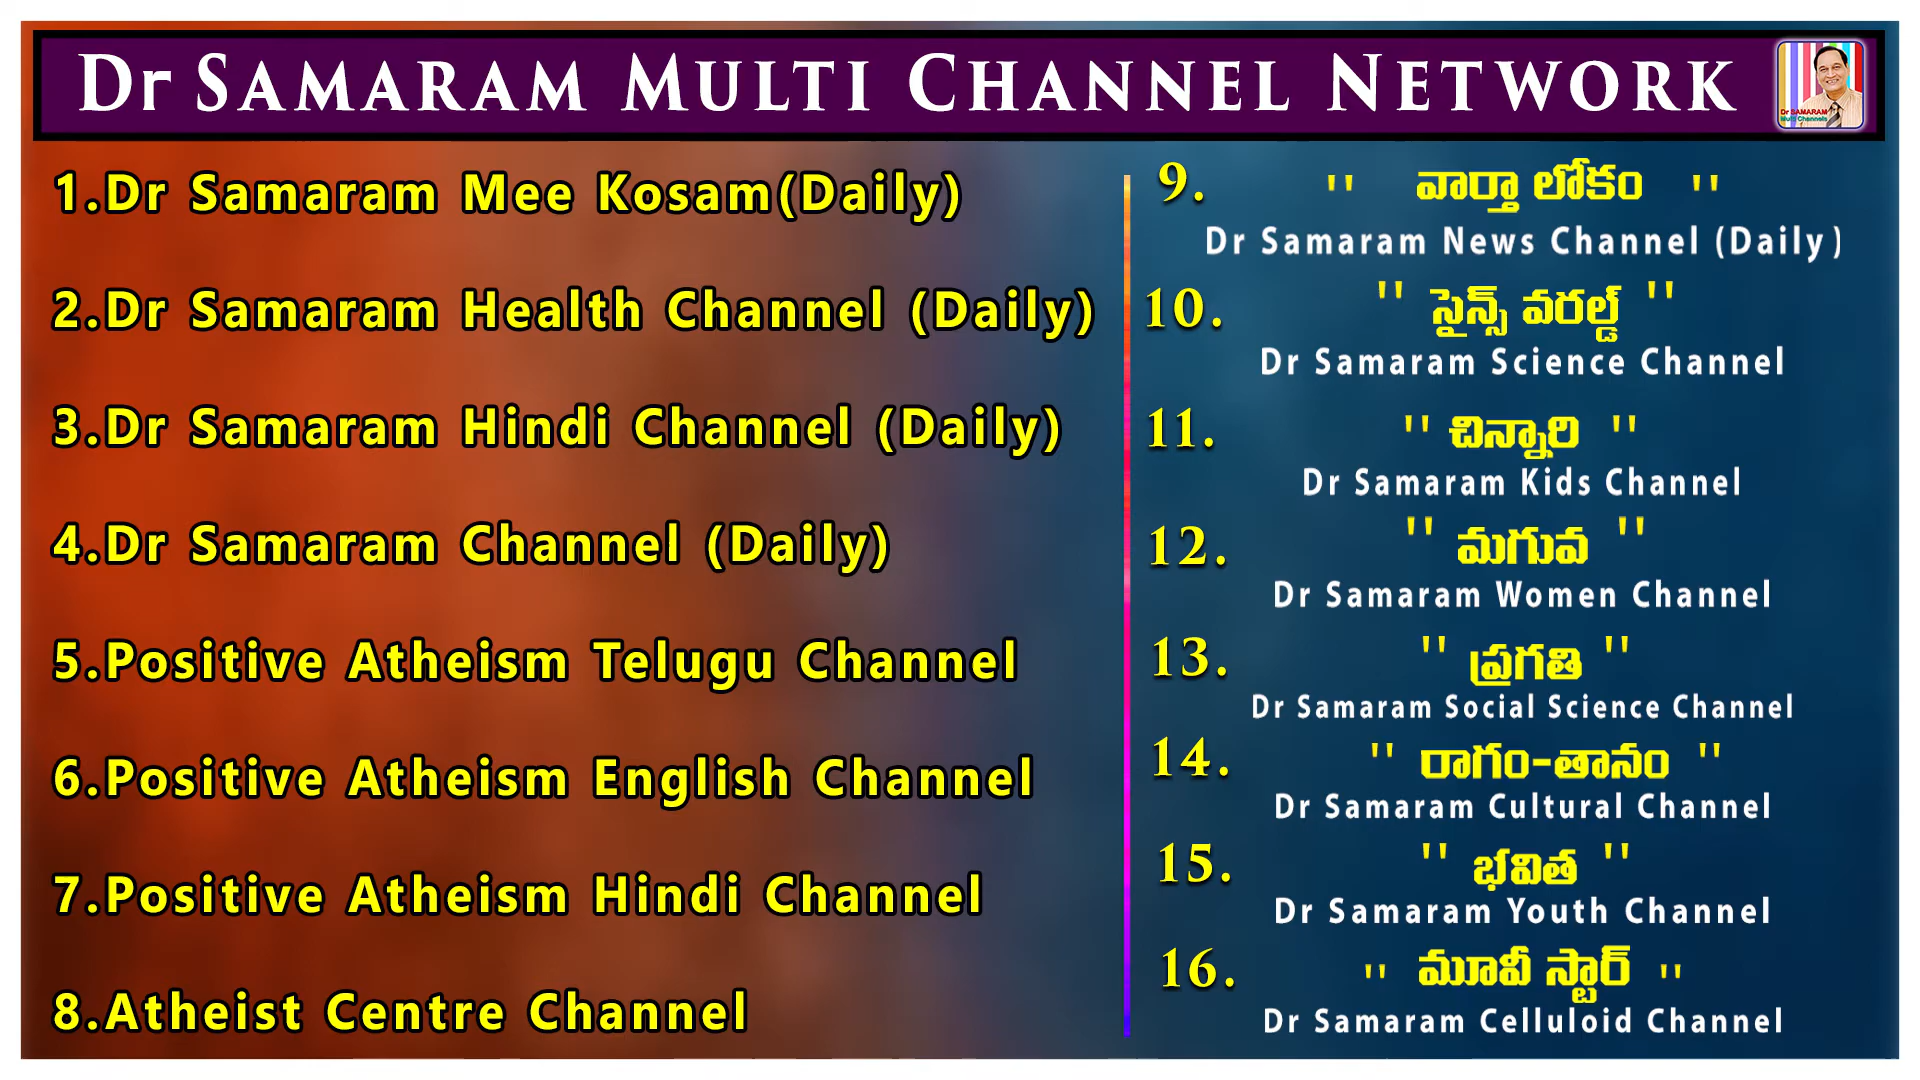 Dr SAMARAM MULTI CHANNEL NETWORK
Dr SAMARAM
Multi Channels
1.Dr Samaram Mee Kosam(Daily)
2.Dr Samaram Health Channel (Daily)
3.Dr Samaram Hindi Channel (Daily)
4.Dr Samaram Channel (Daily)
5.Positive Atheism Telugu Channel
6.Positive Atheism English Channel
7.Positive Atheism Hindi Channel
8.Atheist Centre Channel
9. '' వార్తా లోకం ''
Dr Samaram News Channel (Daily)
10. '' సైన్స్ వరల్డ్ ''
Dr Samaram Science Channel
11. '' చిన్నారి ''
Dr Samaram Kids Channel
12. '' మగువ ''
Dr Samaram Women Channel
13. '' ప్రగతి ''
Dr Samaram Social Science Channel
14. '' రాగం-తానం ''
Dr Samaram Cultural Channel
15. '' భవిత ''
Dr Samaram Youth Channel
16. '' మూవీ స్టార్ ''
Dr Samaram Celluloid Channel